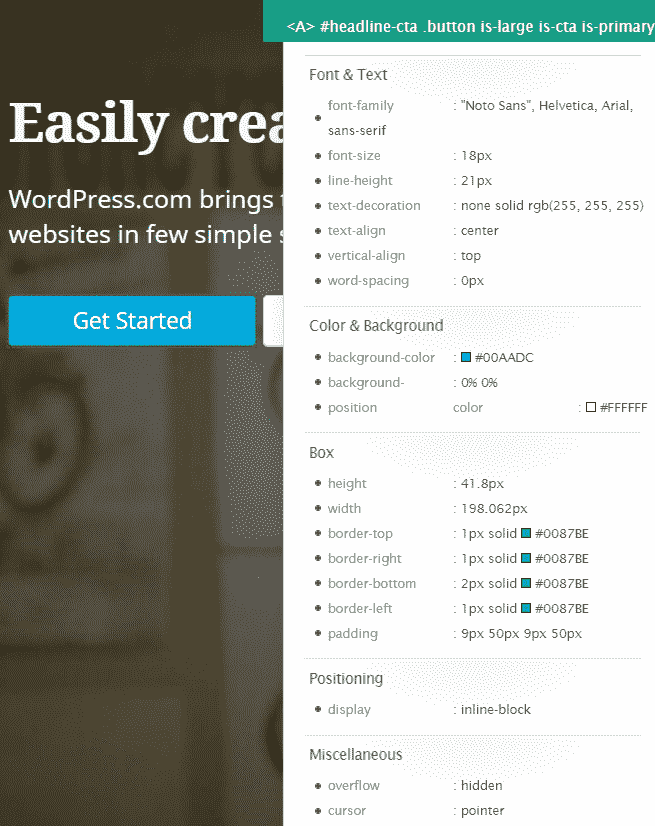 <A> #headline-cta .button is-large is-cta is-primary
Easily crea
WordPress.com brings
websites in few simple s
Get Started
Font & Text
font-family : "Noto Sans", Helvetica, Arial,
sans-serif
font-size : 18px
line-height : 21px
text-decoration : none solid rgb(255, 255, 255)
text-align : center
vertical-align : top
word-spacing : 0px
Color & Background
background-color : #00AADC
background- : 0% 0%
position color : #FFFFFF
Box
height : 41.8px
width : 198.062px
border-top : 1px solid #0087BE
border-right : 1px solid #0087BE
border-bottom : 2px solid #0087BE
border-left : 1px solid #0087BE
padding : 9px 50px 9px 50px
Positioning
display : inline-block
Miscellaneous
overflow : hidden
cursor : pointer